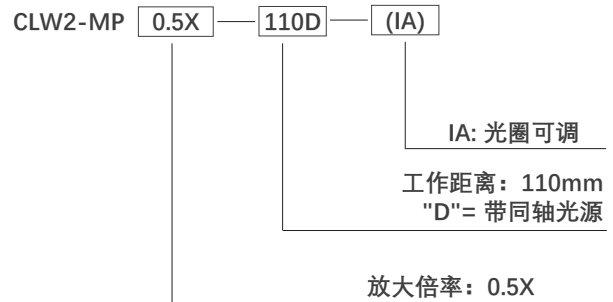 CLW2-MP 0.5X 110D (IA)
IA: 光圈可调
工作距离：110mm
"D"= 带同轴光源
放大倍率：0.5X